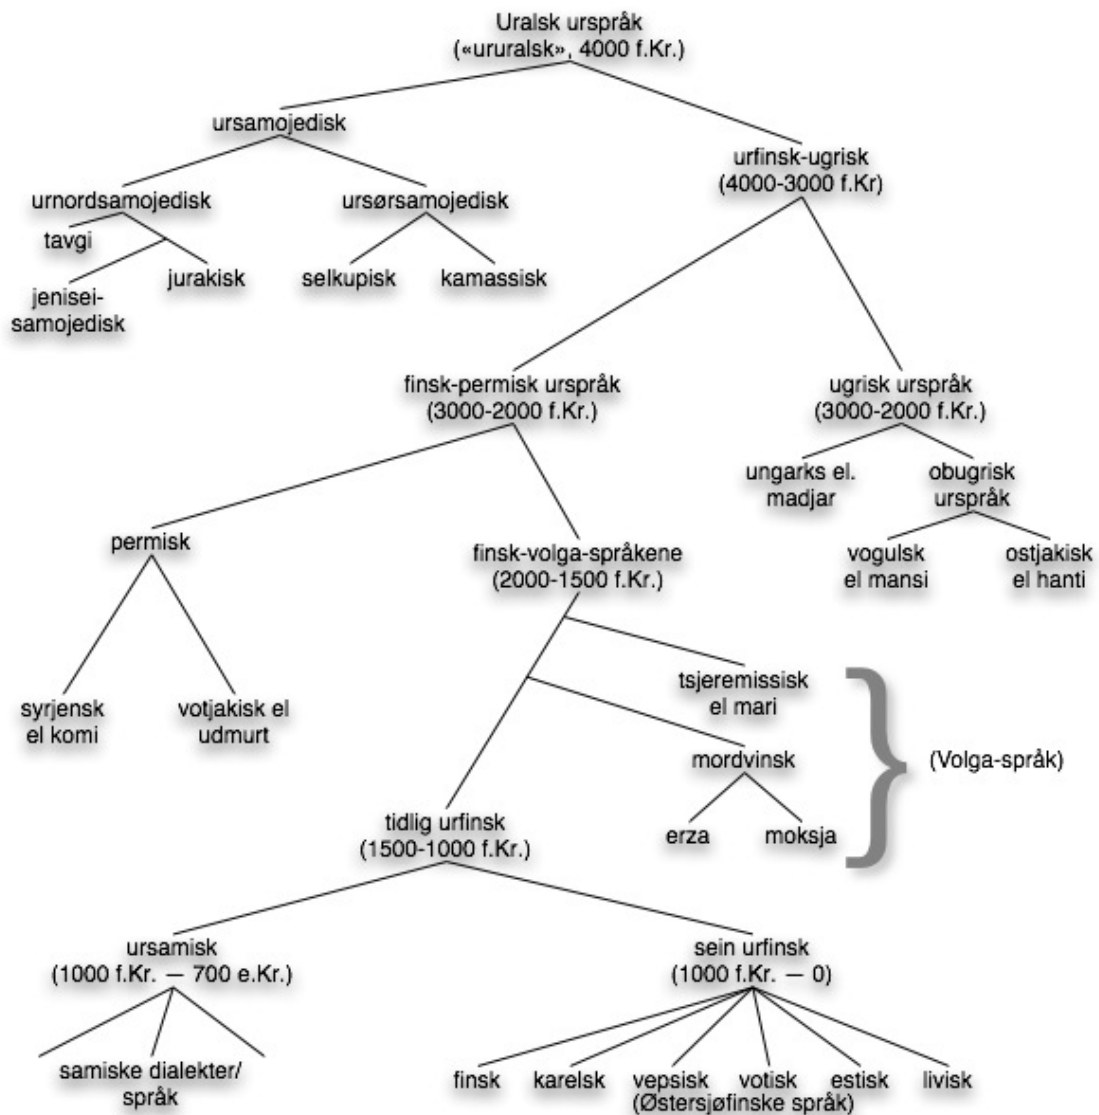 Uralsk urspråk
(«ururalsk», 4000 f.Kr.)
ursamojedisk
urfinsk-ugrisk
(4000-3000 f.Kr)
urnordsamojedisk
ursørsamojedisk
tavgi
jurakisk
selkupisk
kamassisk
jenisei-
samojedisk
finsk-permisk urspråk
(3000-2000 f.Kr.)
ugrisk urspråk
(3000-2000 f.Kr.)
ungarks el.
madjar
obugrisk
urspråk
permisk
finsk-volga-språkene
(2000-1500 f.Kr.)
vogulsk
el mansi
ostjakisk
el hanti
syrjensk
el komi
votjakisk el
udmurt
tsjeremissisk
el mari
mordvinsk
(Volga-språk)
erza
moksja
tidlig urfinsk
(1500-1000 f.Kr.)
ursamisk
(1000 f.Kr. — 700 e.Kr.)
sein urfinsk
(1000 f.Kr. — 0)
samiske dialekter/
språk
finsk karelsk vepsisk votisk estisk livisk
(Østersjøfinske språk)